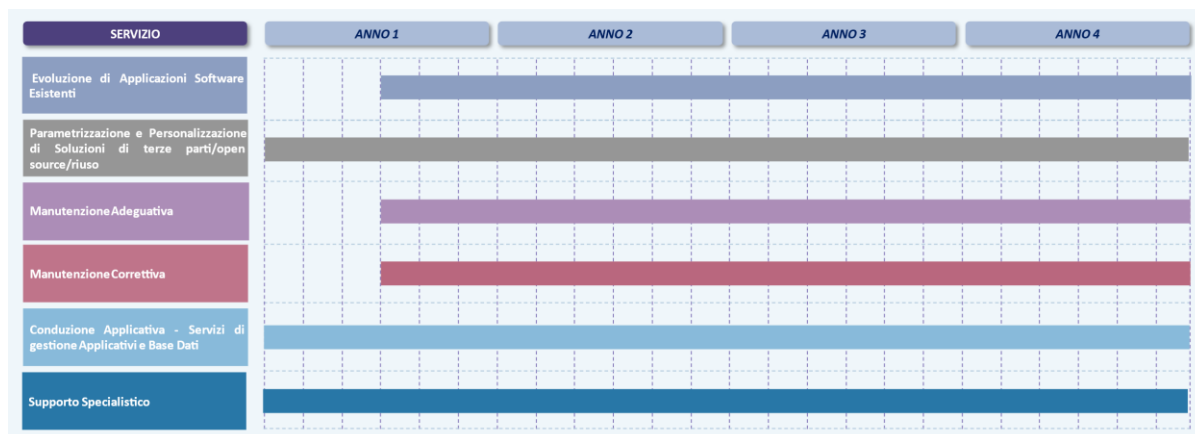 SERVIZIO
ANNO 1
ANNO 2
ANNO 3
ANNO 4
Evoluzione di Applicazioni Software
Esistenti
Parametrizzazione e Personalizzazione
di Soluzioni di terze parti/open
source/riuso
Manutenzione Adeguativa
Manutenzione Correttiva
Conduzione Applicativa - Servizi di
gestione Applicativi e Base Dati
Supporto Specialistico